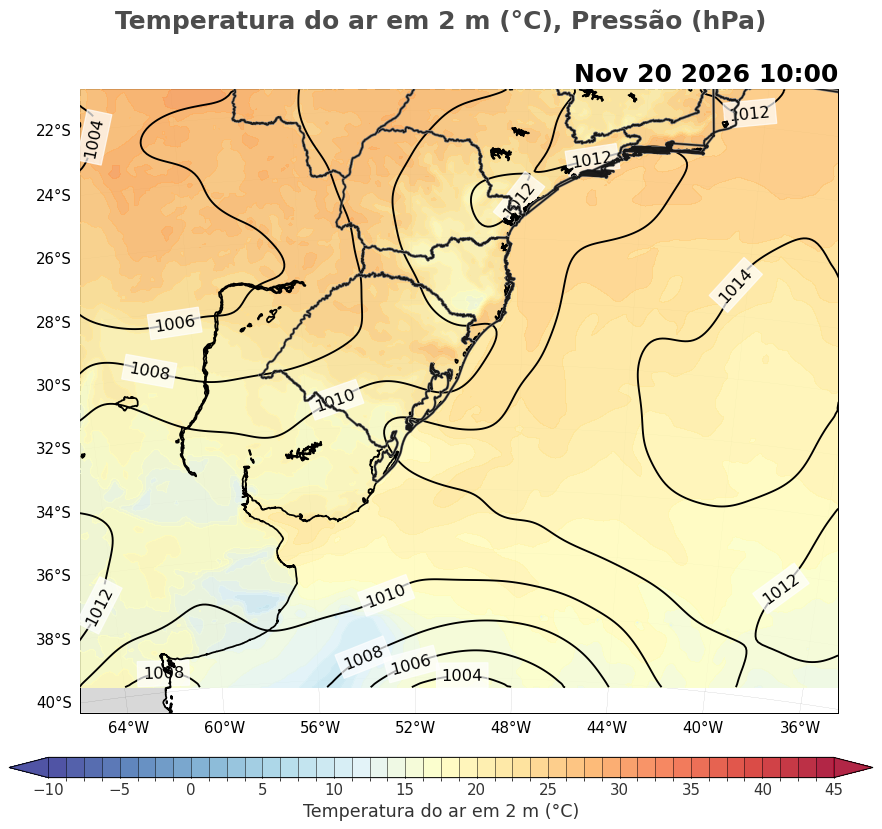 Temperatura do ar em 2 m (°C), Pressão (hPa)
Nov 20 2026 10:00
22°S
24°S
26°S
28°S
30°S
32°S
34°S
36°S
38°S
40°S
1004
1012
1012
1012
1014
1006
1008
1010
1012
1010
1012
1008
1006
1004
1008
64°W 60°W 56°W 52°W 48°W 44°W 40°W 36°W
−10 −5 0 5 10 15 20 25 30 35 40 45
Temperatura do ar em 2 m (°C)